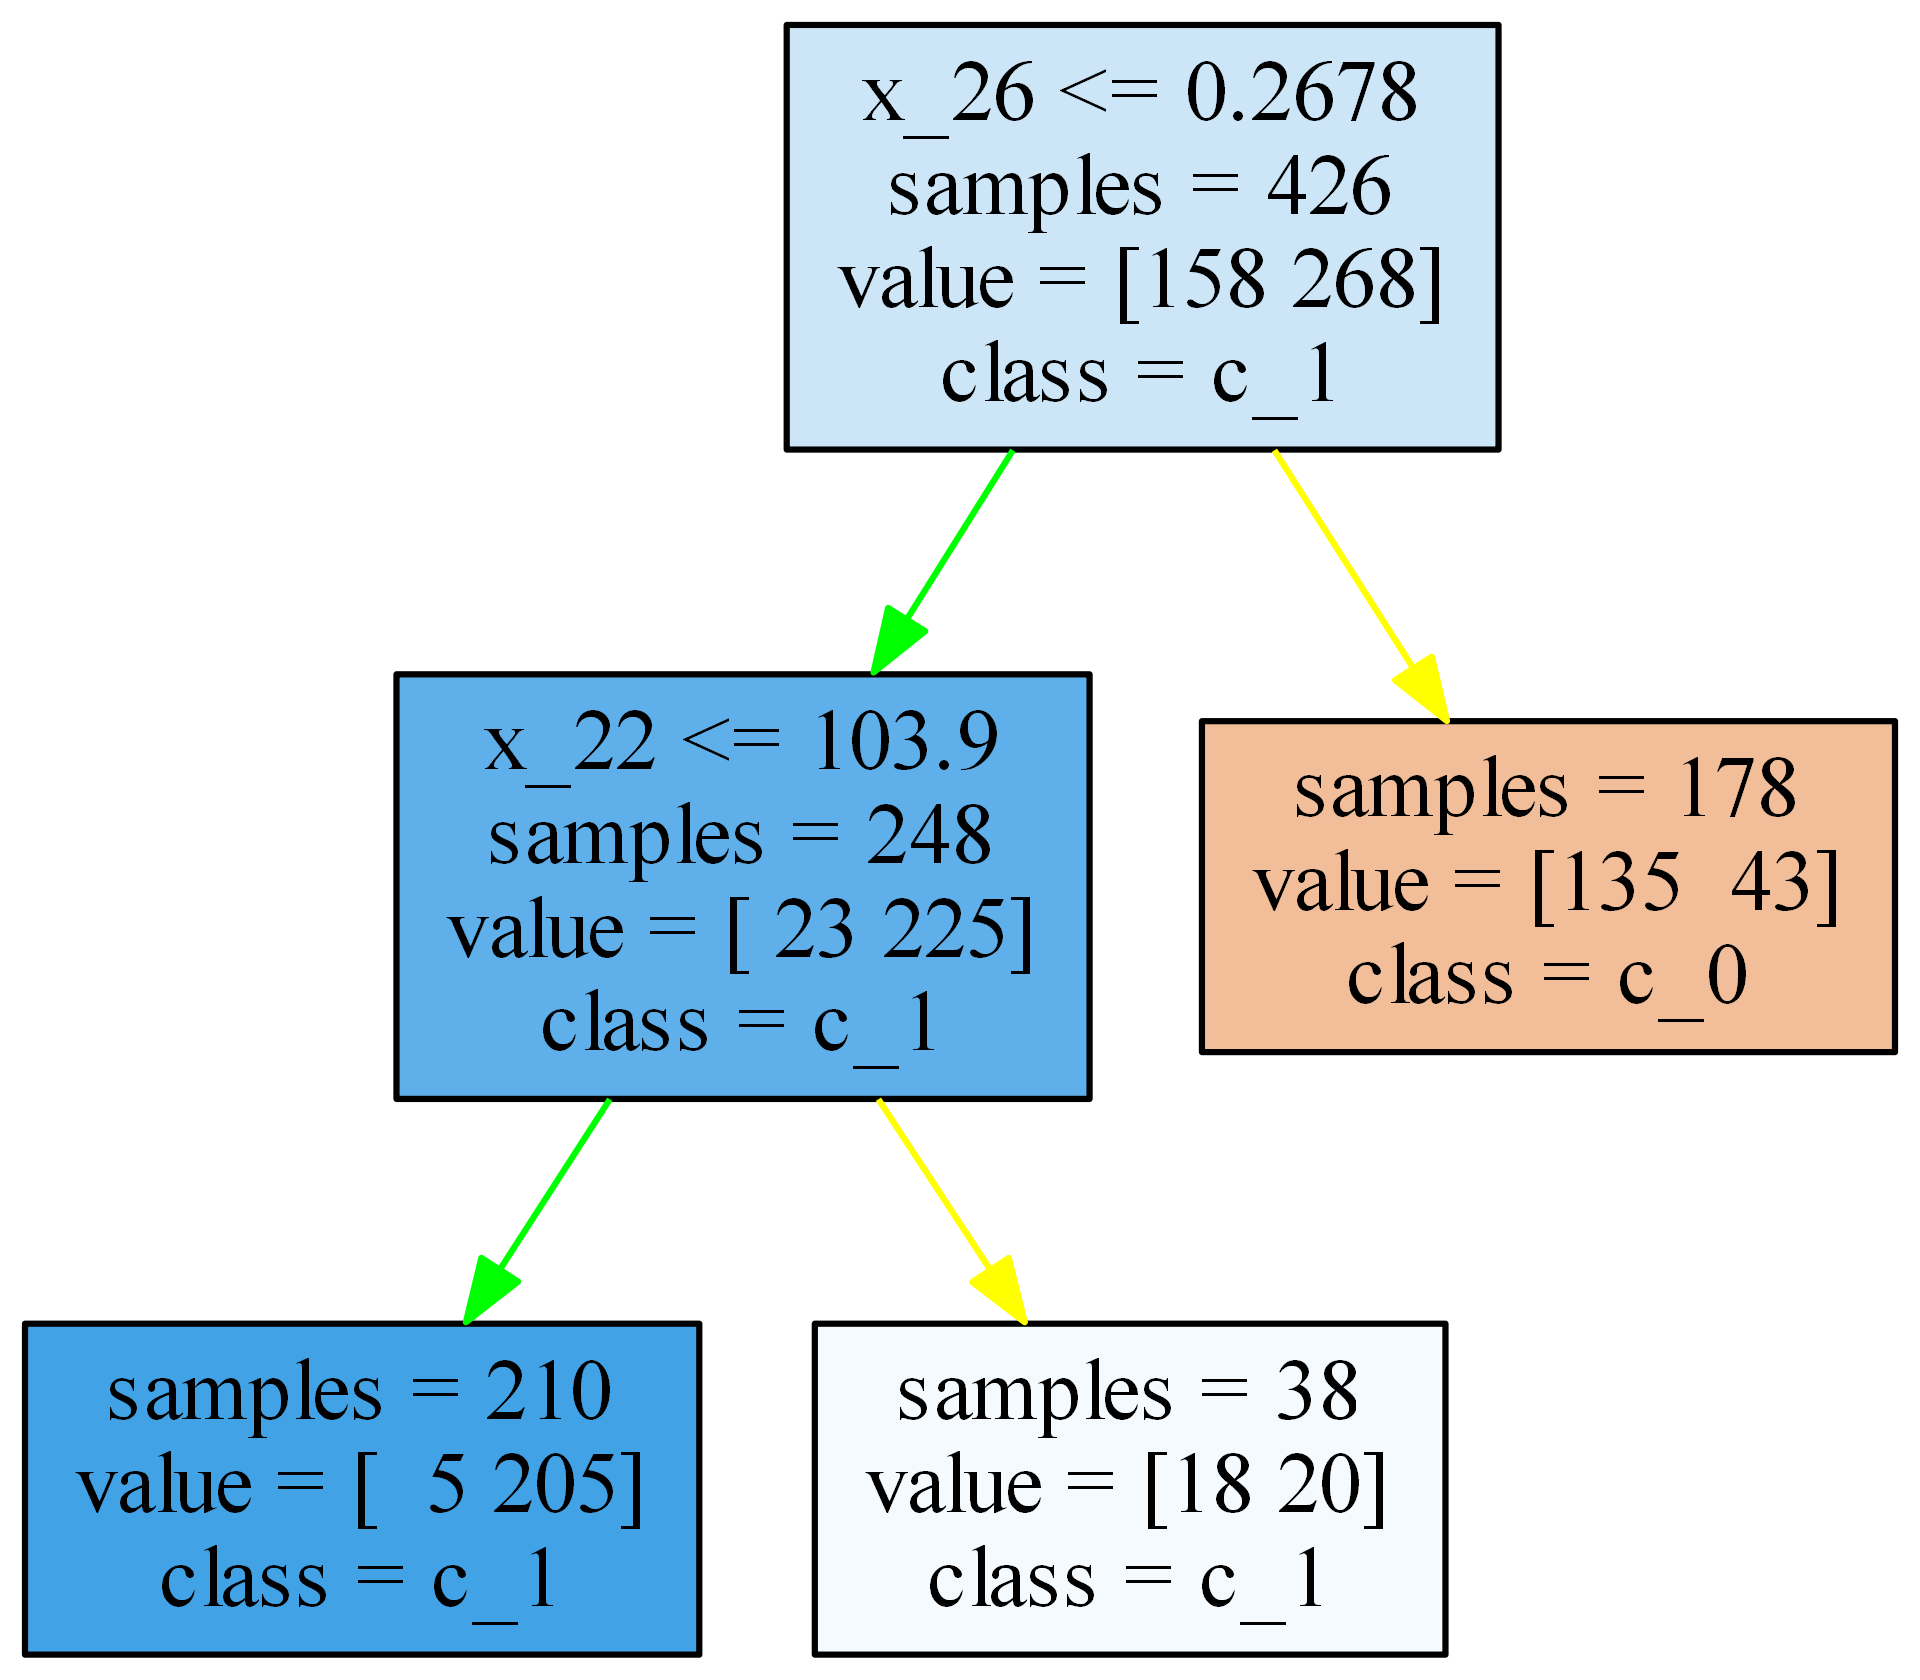 x_26 <= 0.2678
samples = 426
value = [158 268]
class = c_1
x_22 <= 103.9
samples = 248
value = [ 23 225]
class = c_1
samples = 178
value = [135  43]
class = c_0
samples = 210
value = [  5 205]
class = c_1
samples = 38
value = [18 20]
class = c_1